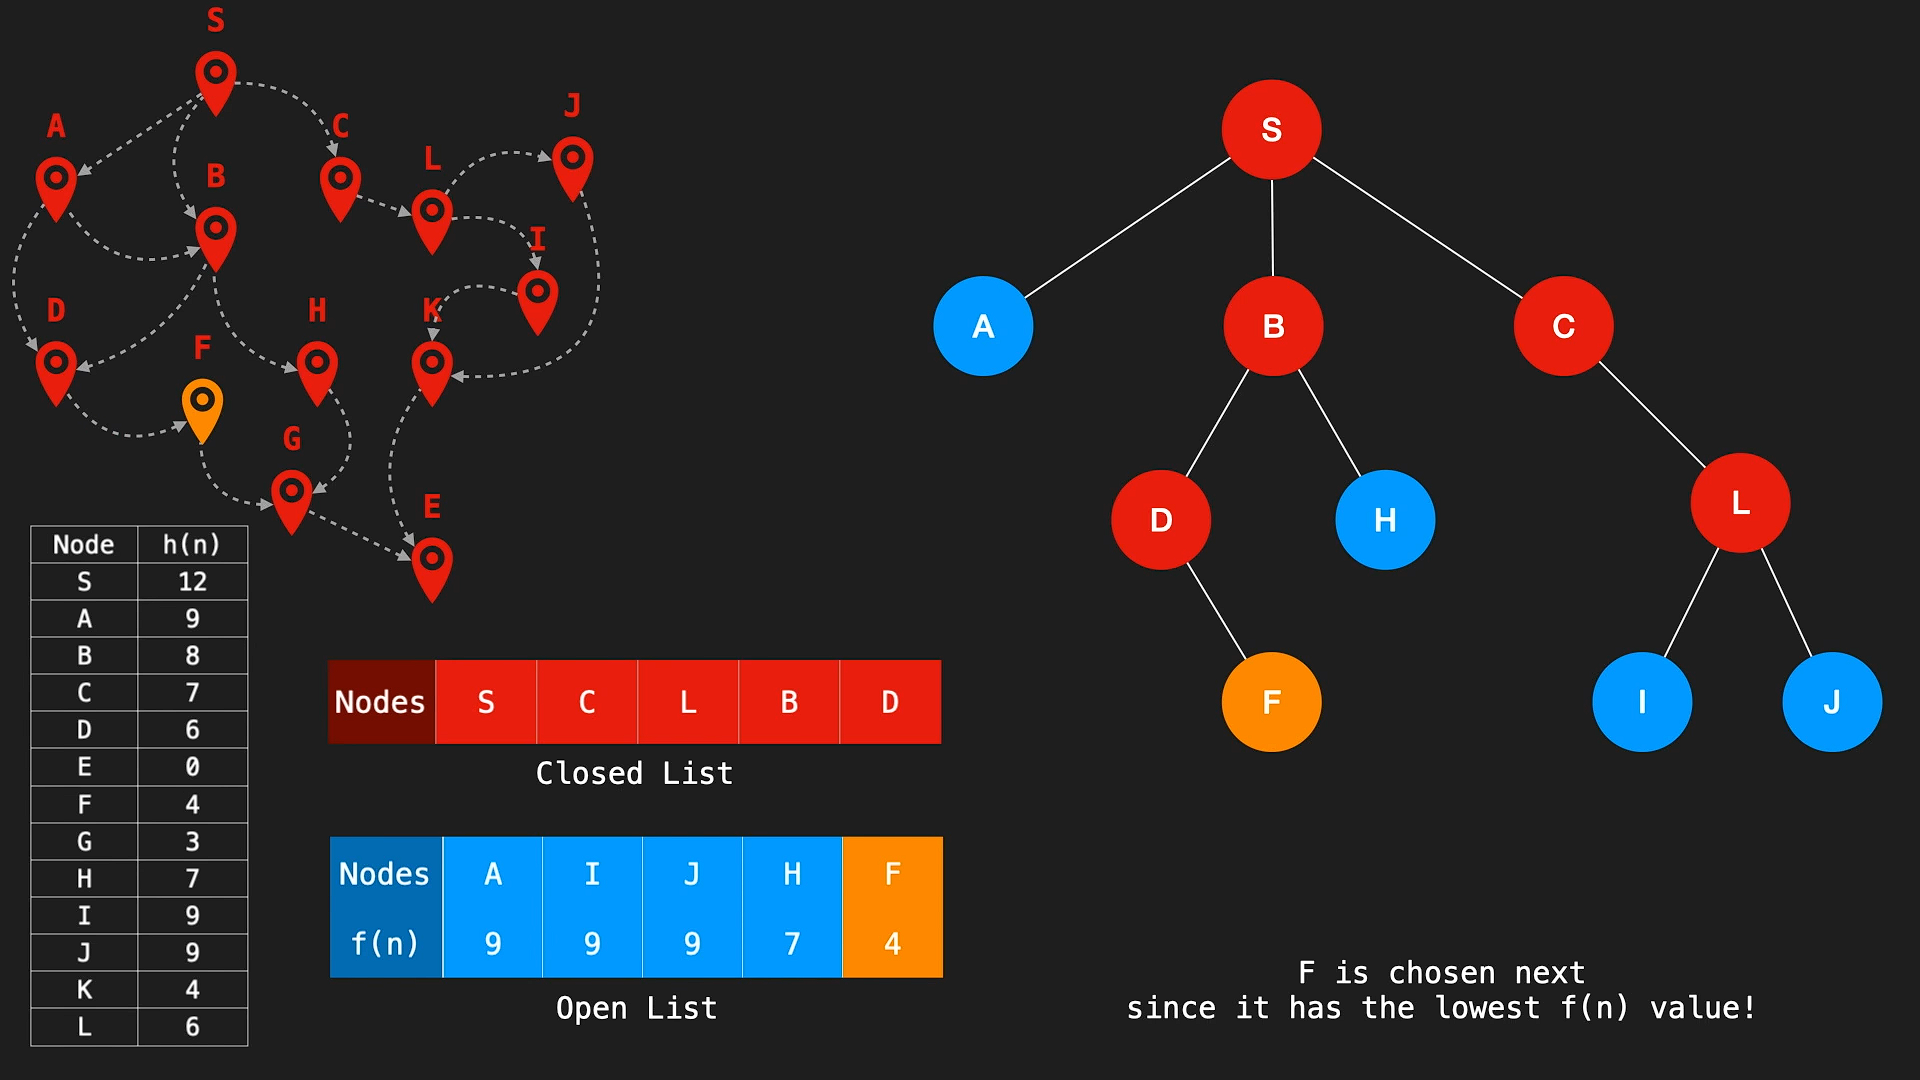 S
A
C
J
L
B
I
D
H
K
F
G
E
Node h(n)
S 12
A 9
B 8
C 7
D 6
E 0
F 4
G 3
H 7
I 9
J 9
K 4
L 6
Nodes S C L B D
Closed List
Nodes A I J H F
f(n) 9 9 9 7 4
Open List
S
A B C
D H L
F I J
F is chosen next
since it has the lowest f(n) value!